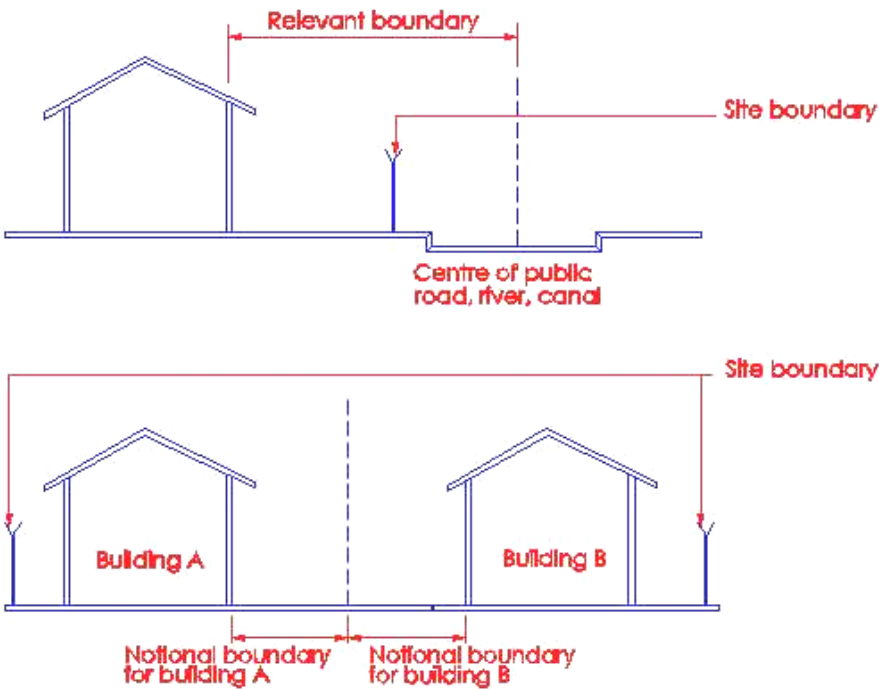 Relevant boundary
Site boundary
Centre of public
road, river, canal
Site boundary
Building A
Building B
Notional boundary
for building A
Notional boundary
for building B